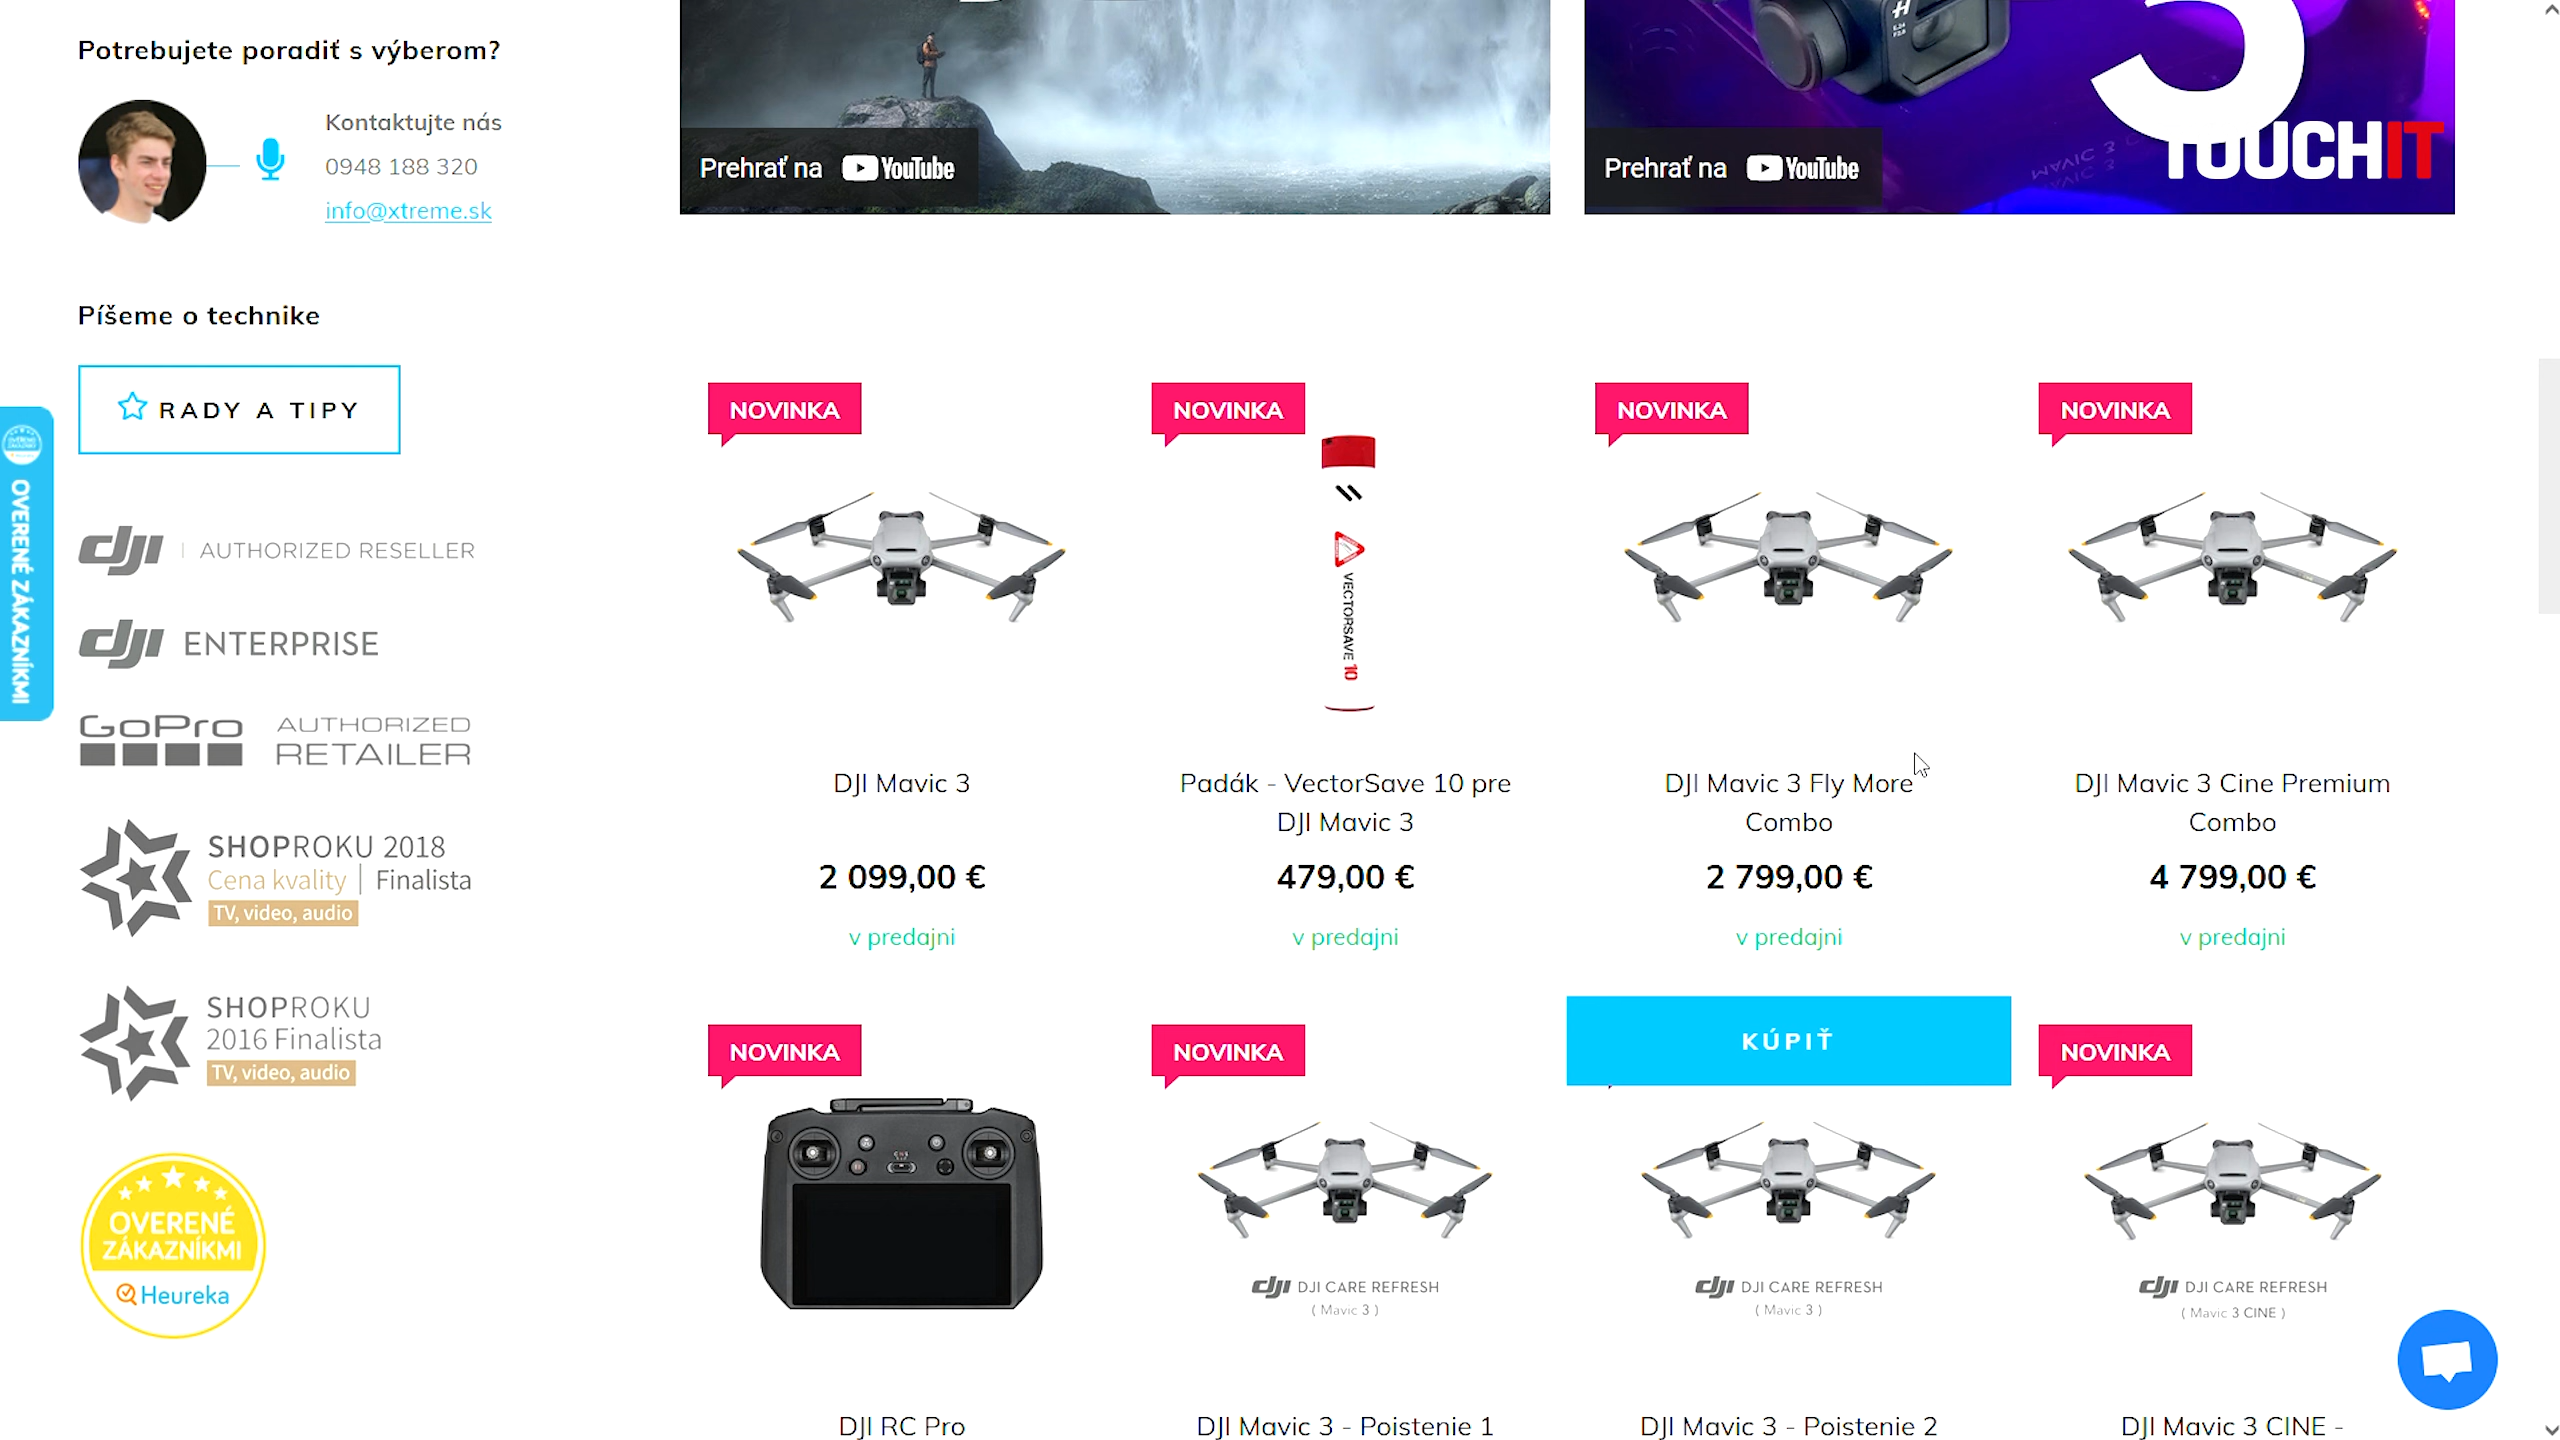 Potrebujete poradiť s výberom?
Kontaktujte nás
0948 188 320
info@xtreme.sk
Píšeme o technike
RADY A TIPY
OVERENÉ ZÁKAZNÍKMI
dji AUTHORIZED RESELLER
dji ENTERPRISE
GoPro AUTHORIZED
RETAILER
SHOPROKU 2018
Cena kvality | Finalista
TV, video, audio
SHOPROKU
2016 Finalista
TV, video, audio
OVERENÉ
ZÁKAZNÍKMI
Heureka
Prehrať na YouTube
3
TOUCHIT
Prehrať na YouTube
NOVINKA
VECTORSAVE 10
DJI Mavic 3
2 099,00 €
v predajni
NOVINKA
Padák - VectorSave 10 pre
DJI Mavic 3
479,00 €
v predajni
NOVINKA
DJI Mavic 3 Fly More
Combo
2 799,00 €
v predajni
KÚPIŤ
NOVINKA
DJI Mavic 3 Cine Premium
Combo
4 799,00 €
v predajni
NOVINKA
DJI RC Pro
NOVINKA
dji DJI CARE REFRESH
( Mavic 3 )
DJI Mavic 3 - Poistenie 1
dji DJI CARE REFRESH
( Mavic 3 )
DJI Mavic 3 - Poistenie 2
NOVINKA
dji DJI CARE REFRESH
( Mavic 3 CINE )
DJI Mavic 3 CINE -